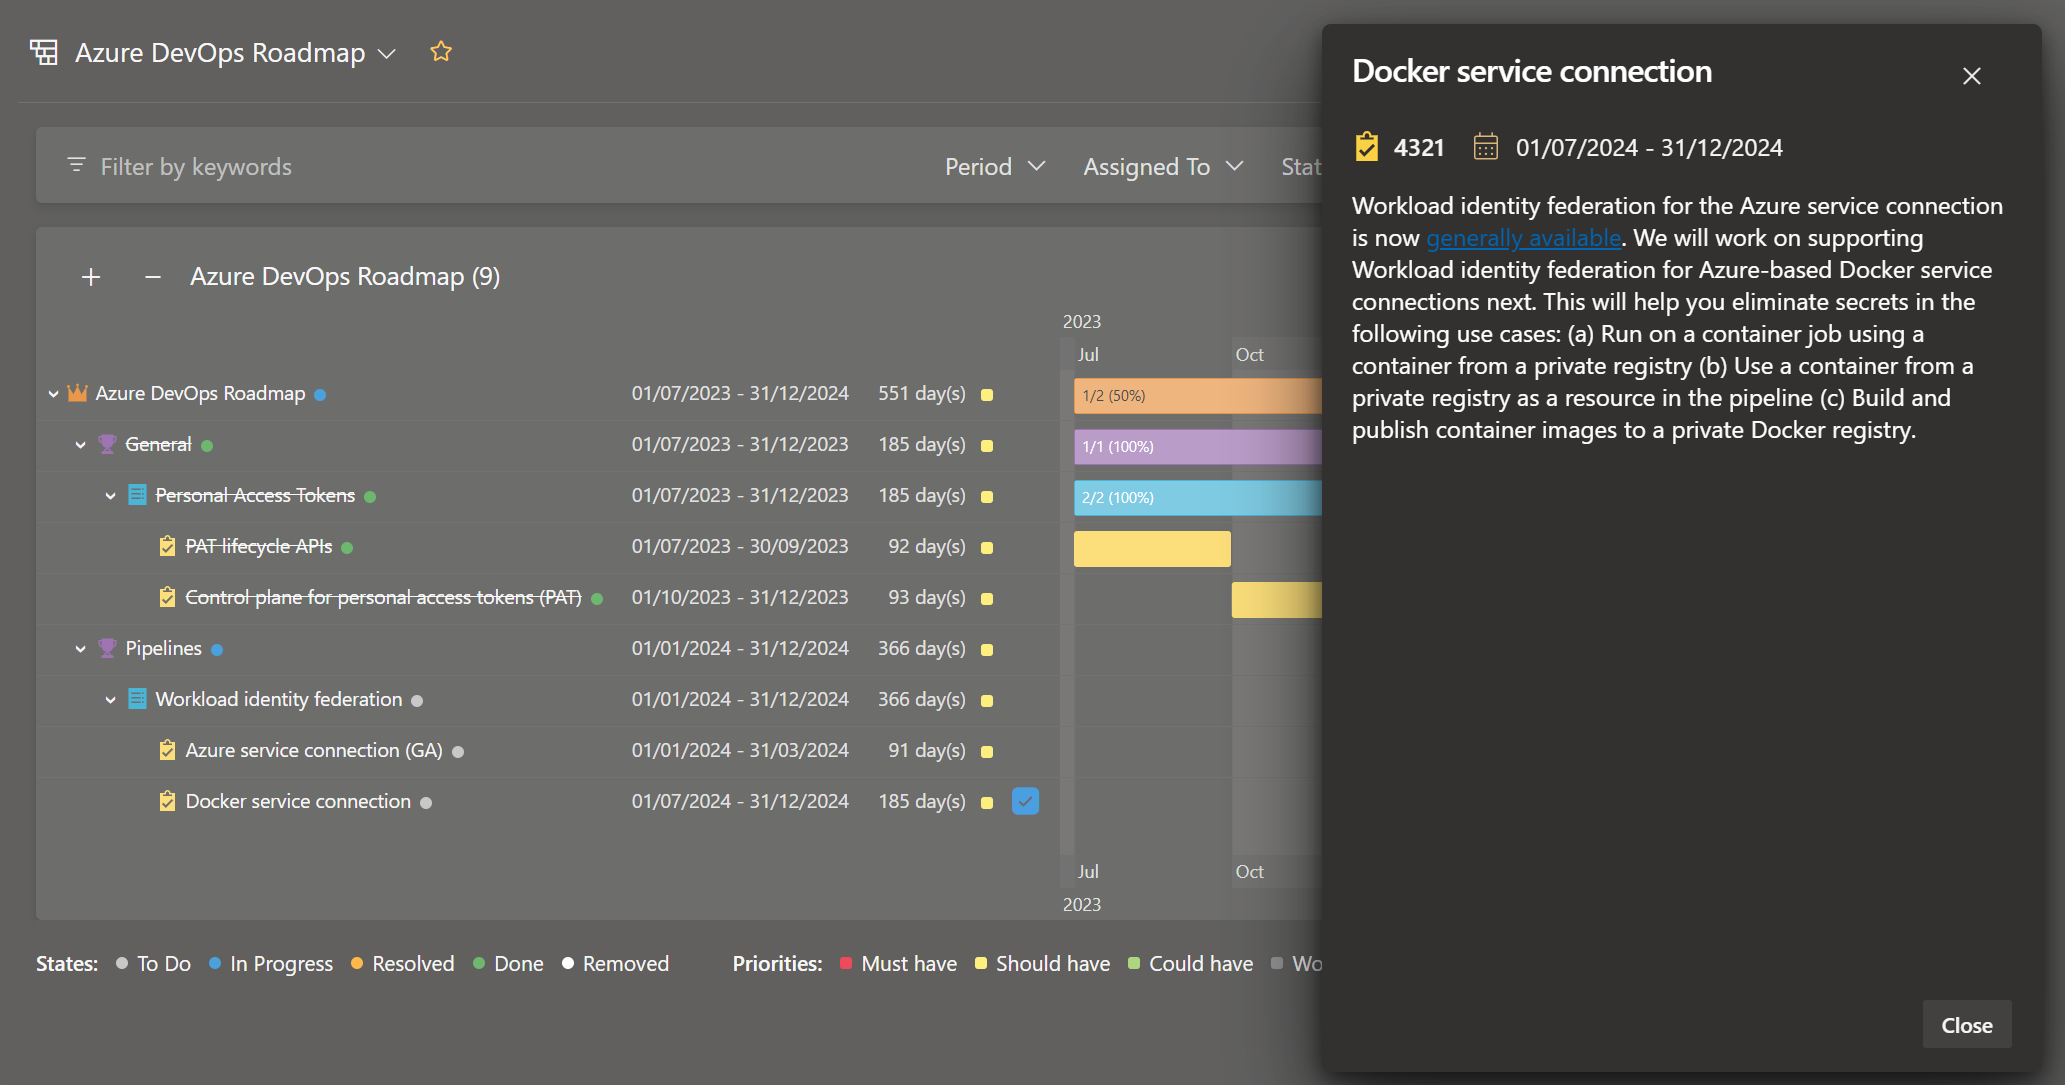 Azure DevOps Roadmap
Filter by keywords
Period
Assigned To
Stat
Azure DevOps Roadmap (9)
2023
Jul Oct
Azure DevOps Roadmap 01/07/2023 - 31/12/2024 551 day(s) 1/2 (50%)
General 01/07/2023 - 31/12/2023 185 day(s) 1/1 (100%)
Personal Access Tokens 01/07/2023 - 31/12/2023 185 day(s) 2/2 (100%)
PAT lifecycle APIs 01/07/2023 - 30/09/2023 92 day(s)
Control plane for personal access tokens (PAT) 01/10/2023 - 31/12/2023 93 day(s)
Pipelines 01/01/2024 - 31/12/2024 366 day(s)
Workload identity federation 01/01/2024 - 31/12/2024 366 day(s)
Azure service connection (GA) 01/01/2024 - 31/03/2024 91 day(s)
Docker service connection 01/07/2024 - 31/12/2024 185 day(s)
Jul Oct
2023
States: To Do In Progress Resolved Done Removed Priorities: Must have Should have Could have Wo
Docker service connection
4321 01/07/2024 - 31/12/2024
Workload identity federation for the Azure service connection
is now generally available. We will work on supporting
Workload identity federation for Azure-based Docker service
connections next. This will help you eliminate secrets in the
following use cases: (a) Run on a container job using a
container from a private registry (b) Use a container from a
private registry as a resource in the pipeline (c) Build and
publish container images to a private Docker registry.
Close